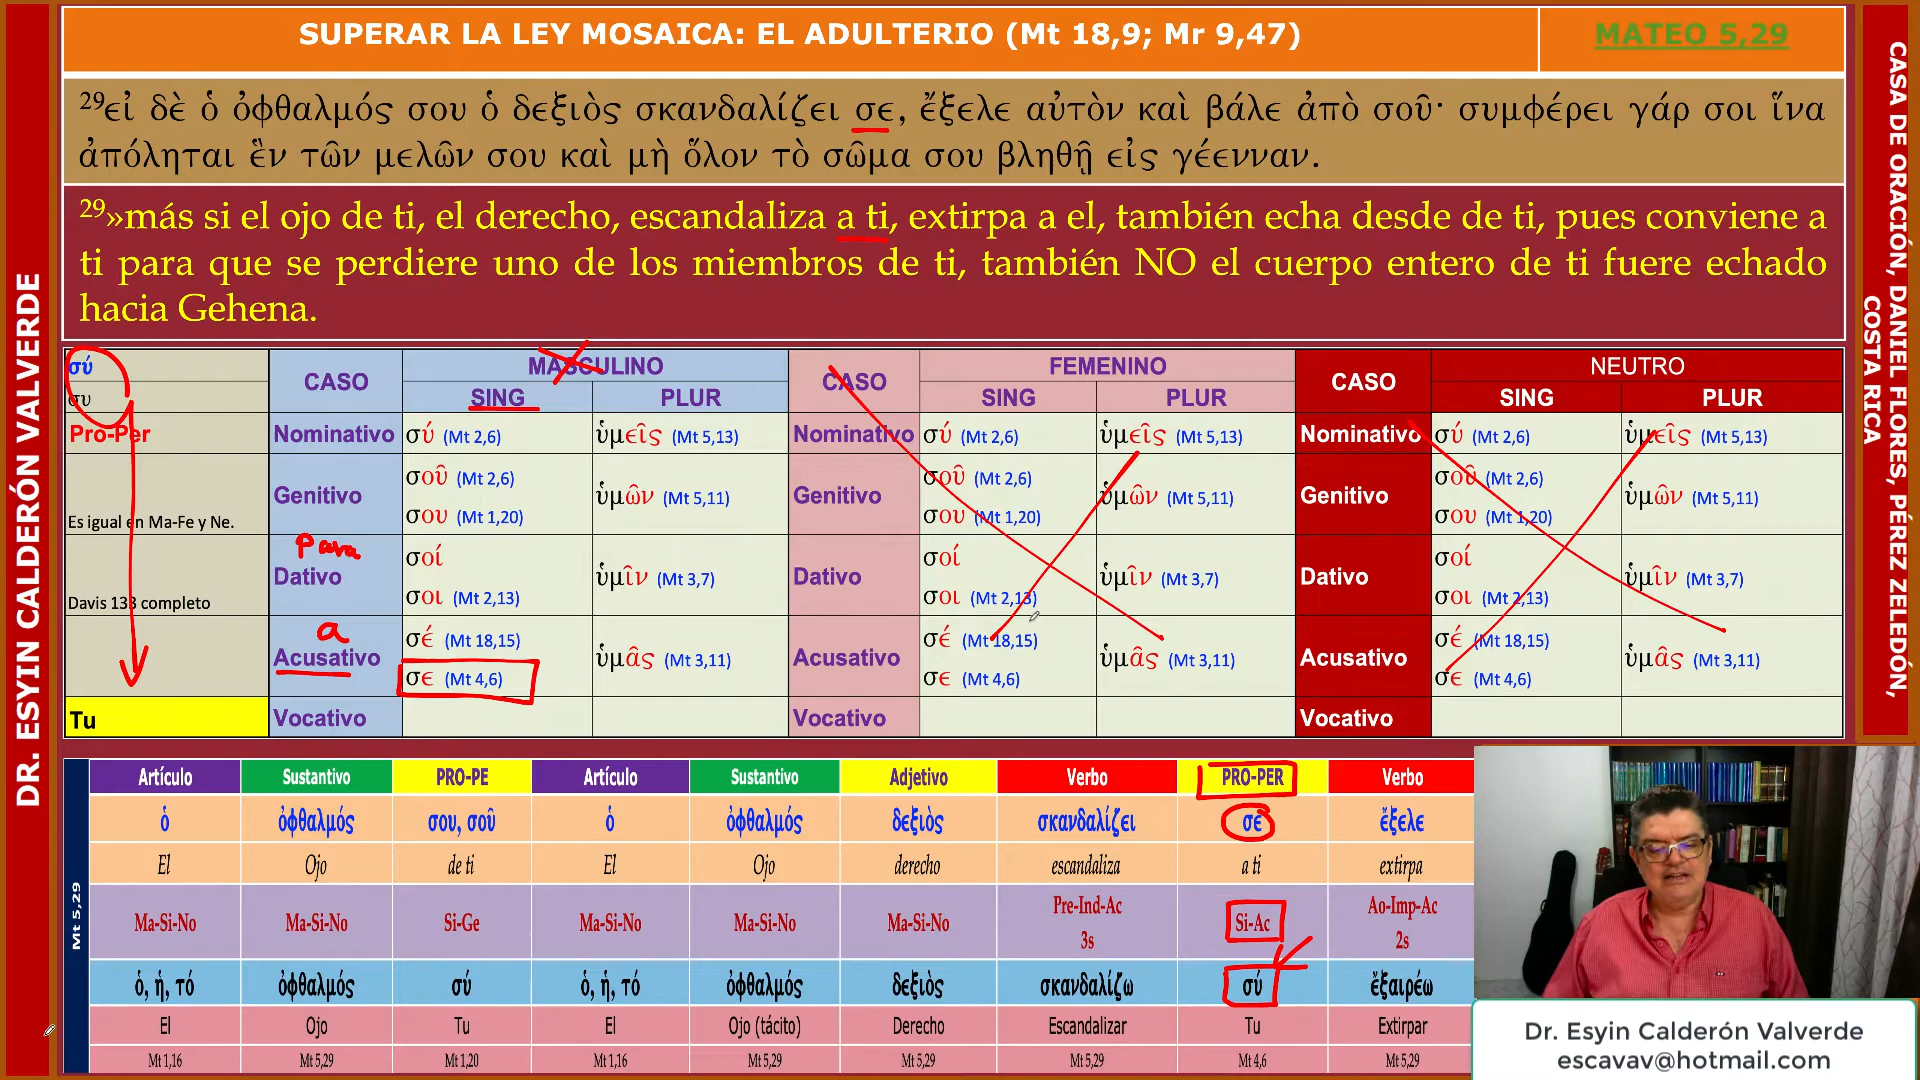 SUPERAR LA LEY MOSAICA: EL ADULTERIO (Mt 18,9; Mr 9,47)
MATEO 5,29
²⁹εἰ δὲ ὁ ὀφθαλμός σου ὁ δεξιὸς σκανδαλίζει σε, ἔξελε αὐτὸν καὶ βάλε ἀπὸ σοῦ· συμφέρει γάρ σοι ἵνα
ἀπόληται ἓν τῶν μελῶν σου καὶ μὴ ὅλον τὸ σῶμα σου βληθῇ εἰς γέενναν.
²⁹»más si el ojo de ti, el derecho, escandaliza a ti, extirpa a el, también echa desde de ti, pues conviene a
ti para que se perdiere uno de los miembros de ti, también NO el cuerpo entero de ti fuere echado
hacia Gehena.
σύ CASO MASCULINO CASO FEMENINO CASO NEUTRO
συ SING PLUR SING PLUR SING PLUR
Pro-Per Nominativo σύ (Mt 2,6) ὑμεῖς (Mt 5,13) Nominativo σύ (Mt 2,6) ὑμεῖς (Mt 5,13) Nominativo σύ (Mt 2,6) ὑμεῖς (Mt 5,13)
Es igual en Ma-Fe y Ne. Genitivo σοῦ (Mt 2,6) σου (Mt 1,20) ὑμῶν (Mt 5,11) Genitivo σοῦ (Mt 2,6) σου (Mt 1,20) ὑμῶν (Mt 5,11) Genitivo σοῦ (Mt 2,6) σου (Mt 1,20) ὑμῶν (Mt 5,11)
para
Davis 133 completo Dativo σοί σοι (Mt 2,13) ὑμῖν (Mt 3,7) Dativo σοί σοι (Mt 2,13) ὑμῖν (Mt 3,7) Dativo σοί σοι (Mt 2,13) ὑμῖν (Mt 3,7)
a
Acusativo σέ (Mt 18,15) σε (Mt 4,6) ὑμᾶς (Mt 3,11) Acusativo σέ (Mt 18,15) σε (Mt 4,6) ὑμᾶς (Mt 3,11) Acusativo σέ (Mt 18,15) σε (Mt 4,6) ὑμᾶς (Mt 3,11)
Tu Vocativo Vocativo Vocativo
Artículo Sustantivo PRO-PE Artículo Sustantivo Adjetivo Verbo PRO-PER Verbo
ὁ ὀφθαλμός σου, σοῦ ὁ ὀφθαλμός δεξιὸς σκανδαλίζει σε ἔξελε
El Ojo de ti El Ojo derecho escandaliza a ti extirpa
Ma-Si-No Ma-Si-No Si-Ge Ma-Si-No Ma-Si-No Ma-Si-No Pre-Ind-Ac 3s Si-Ac Ao-Imp-Ac 2s
ὁ, ἡ, τό ὀφθαλμός σύ ὁ, ἡ, τό ὀφθαλμός δεξιὸς σκανδαλίζω σύ ἐξαιρέω
El Ojo Tu El Ojo (tácito) Derecho Escandalizar Tu Extirpar
Mt 1,16 Mt 5,29 Mt 1,20 Mt 1,16 Mt 5,29 Mt 5,29 Mt 5,29 Mt 4,6 Mt 5,29
Mt 5,29
DR. ESYIN CALDERÓN VALVERDE
CASA DE ORACIÓN, DANIEL FLORES, PÉREZ ZELEDÓN,
COSTA RICA
Dr. Esyin Calderón Valverde
escavav@hotmail.com